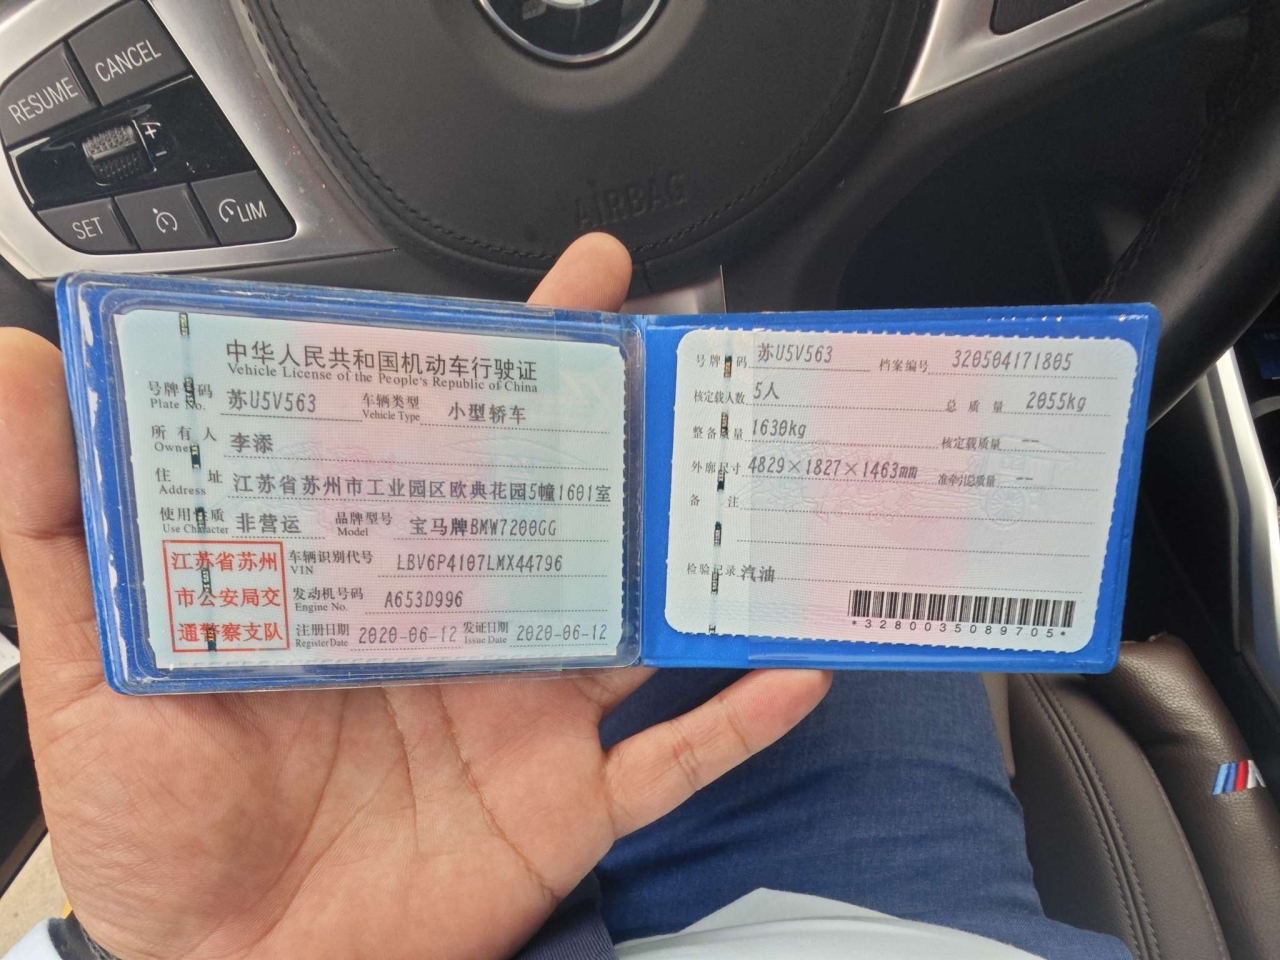 RESUME
CANCEL
+
−
SET
LIM
AIRBAG
中华人民共和国机动车行驶证
Vehicle License of the People's Republic of China
号牌号码 Plate No. 苏U5V563 车辆类型 Vehicle Type 小型轿车
所有人 Owner 李添
住址 Address 江苏省苏州市工业园区欧典花园5幢1601室
使用性质 Use Character 非营运 品牌型号 Model 宝马牌BMW7200GG
江苏省苏州
市公安局交
通警察支队
车辆识别代号 VIN LBV6P4107LMX44796
发动机号码 Engine No. A653D996
注册日期 Register Date 2020-06-12 发证日期 Issue Date 2020-06-12
号牌号码 苏U5V563 档案编号 320504171805
核定载人数 5人 总质量 2055kg
整备质量 1630kg 核定载质量 --
外廓尺寸 4829×1827×1463mm 准牵引总质量 --
备注
检验记录 汽油
*3280035089705*